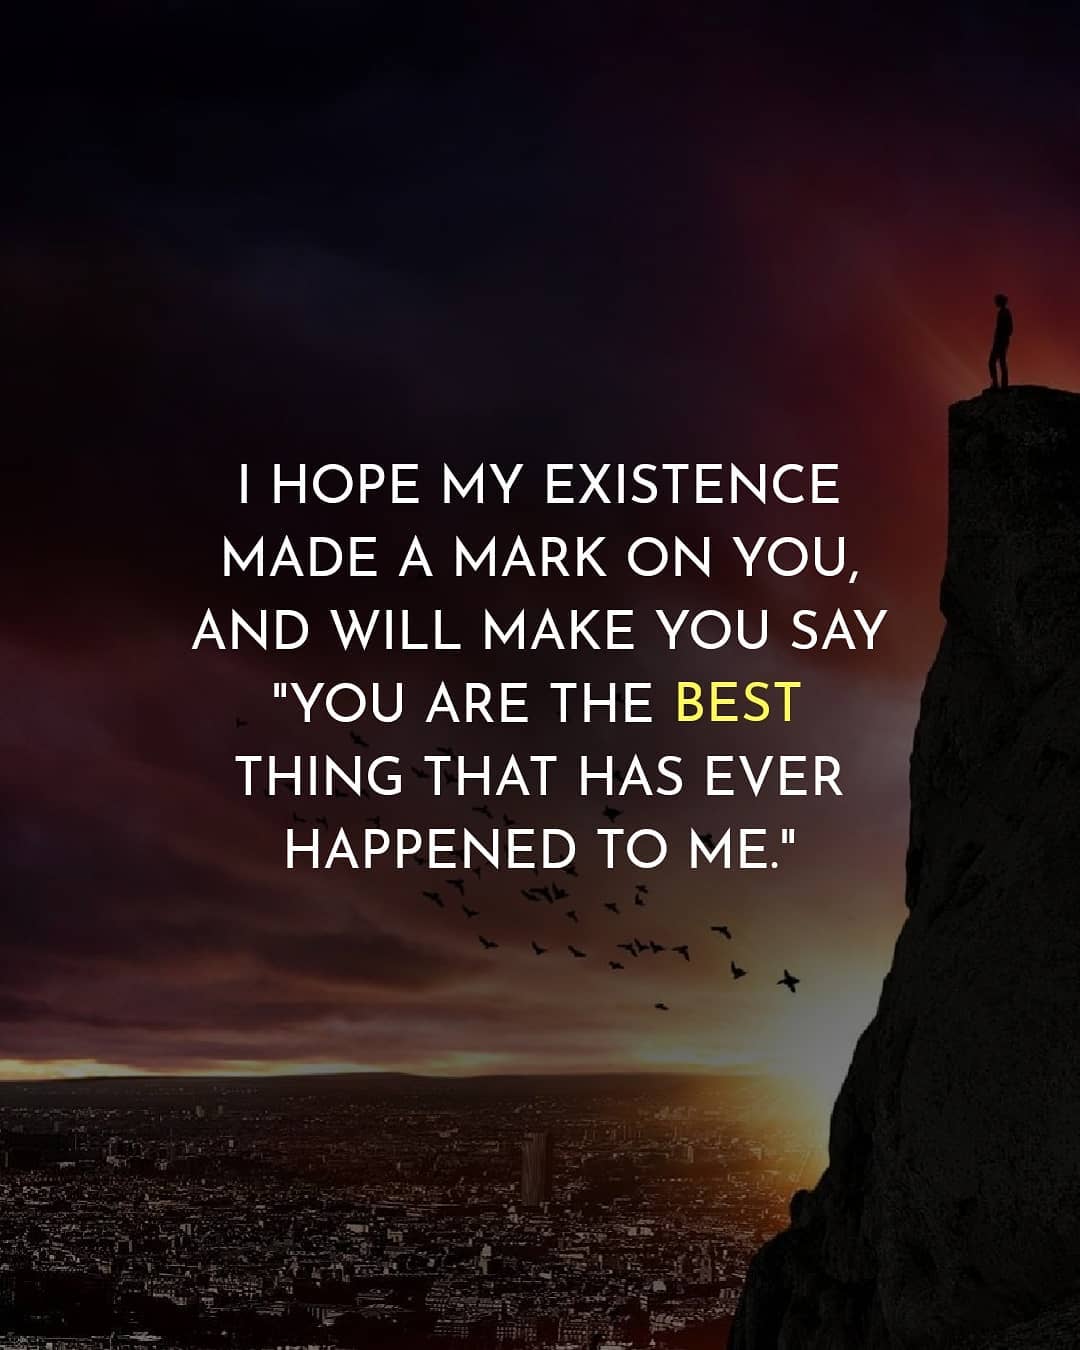 I HOPE MY EXISTENCE
MADE A MARK ON YOU,
AND WILL MAKE YOU SAY
"YOU ARE THE BEST
THING THAT HAS EVER
HAPPENED TO ME."